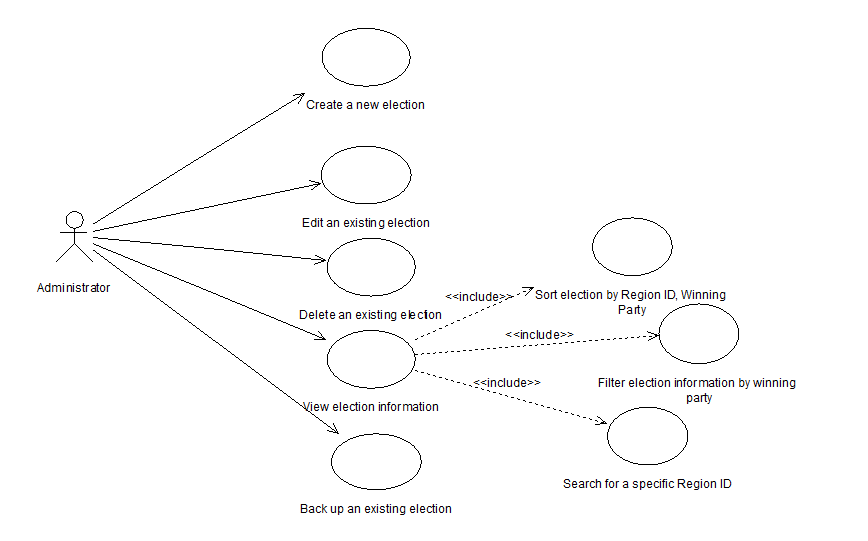 Create a new election
Edit an existing election
Administrator
Delete an existing election
<<include>>
Sort election by Region ID, Winning
Party
<<include>>
Filter election information by winning
party
<<include>>
View election information
Search for a specific Region ID
Back up an existing election